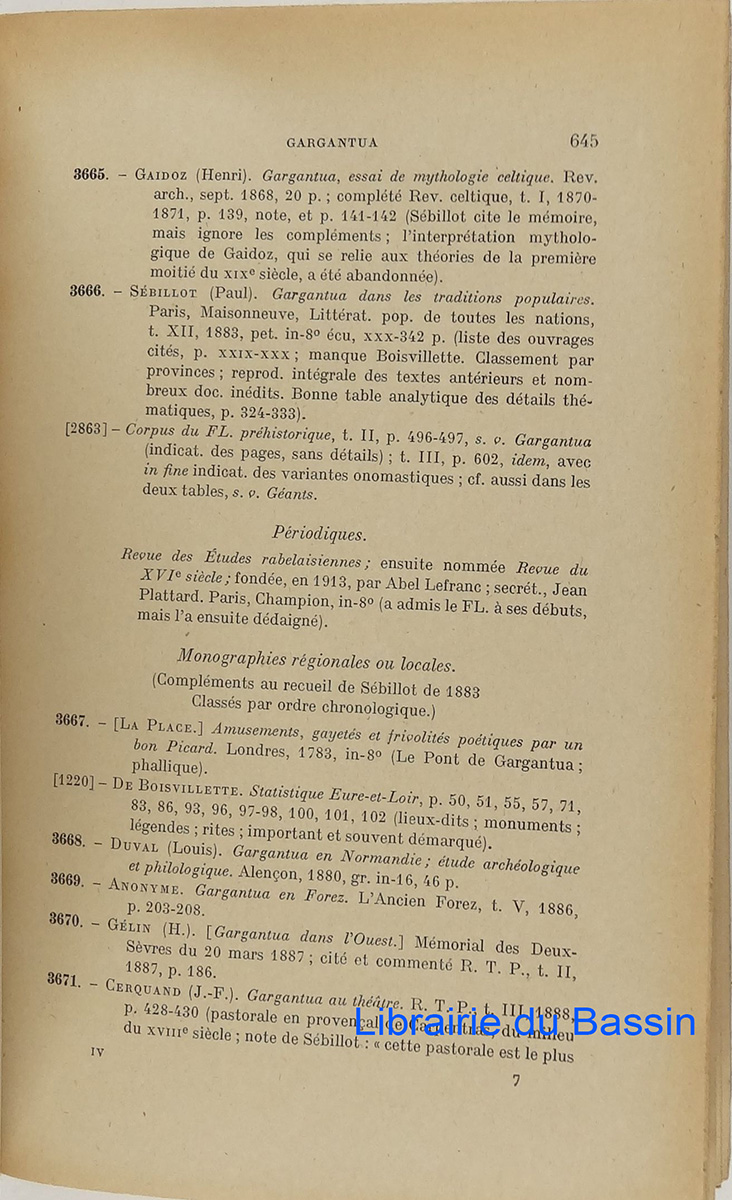 GARGANTUA 645
3665. – GAIDOZ (Henri). Gargantua, essai de mythologie celtique. Rev.
arch., sept. 1868, 20 p. ; complété Rev. celtique, t. I, 1870-
1871, p. 139, note, et p. 141-142 (Sébillot cite le mémoire,
mais ignore les compléments ; l'interprétation mytholo-
gique de Gaidoz, qui se relie aux théories de la première
moitié du XIXe siècle, a été abandonnée).
3666. – SÉBILLOT (Paul). Gargantua dans les traditions populaires.
Paris, Maisonneuve, Littérat. pop. de toutes les nations,
t. XII, 1883, pet. in-8º écu, XXX-342 p. (liste des ouvrages
cités, p. XXIX-XXX ; manque Boisvillette. Classement par
provinces ; reprod. intégrale des textes antérieurs et nom-
breux doc. inédits. Bonne table analytique des détails thé-
matiques, p. 324-333).
[2863] – Corpus du FL. préhistorique, t. II, p. 496-497, s. v. Gargantua
(indicat. des pages, sans détails) ; t. III, p. 602, idem, avec
in fine indicat. des variantes onomastiques ; cf. aussi dans les
deux tables, s. v. Géants.
Périodiques.
Revue des Études rabelaisiennes ; ensuite nommée Revue du
XVIe siècle ; fondée, en 1913, par Abel Lefranc ; secrét., Jean
Plattard. Paris, Champion, in-8º (a admis le FL. à ses débuts,
mais l'a ensuite dédaigné).
Monographies régionales ou locales.
(Compléments au recueil de Sébillot de 1883
Classés par ordre chronologique.)
3667. – [LA PLACE.] Amusements, gayetés et frivolités poétiques par un
bon Picard. Londres, 1783, in-8º (Le Pont de Gargantua ;
phallique).
[1220] – DE BOISVILLETTE. Statistique Eure-et-Loir, p. 50, 51, 55, 57, 71,
83, 86, 93, 96, 97-98, 100, 101, 102 (lieux-dits ; monuments ;
légendes ; rites ; important et souvent démarqué).
3668. – DUVAL (Louis). Gargantua en Normandie ; étude archéologique
et philologique. Alençon, 1880, gr. in-16, 46 p.
3669. – ANONYME. Gargantua en Forez. L'Ancien Forez, t. V, 1886,
p. 203-208.
3670. – GÉLIN (H.). [Gargantua dans l'Ouest.] Mémorial des Deux-
Sèvres du 20 mars 1887 ; cité et commenté R. T. P., t. II,
1887, p. 186.
3671. – CERQUAND (J.-F.). Gargantua au théâtre. R. T. P., t. III, 1888,
p. 428-430 (pastorale en provençal de Carpentras, du milieu
du XVIIIe siècle ; note de Sébillot : « cette pastorale est le plus
IV 7
Librairie du Bassin